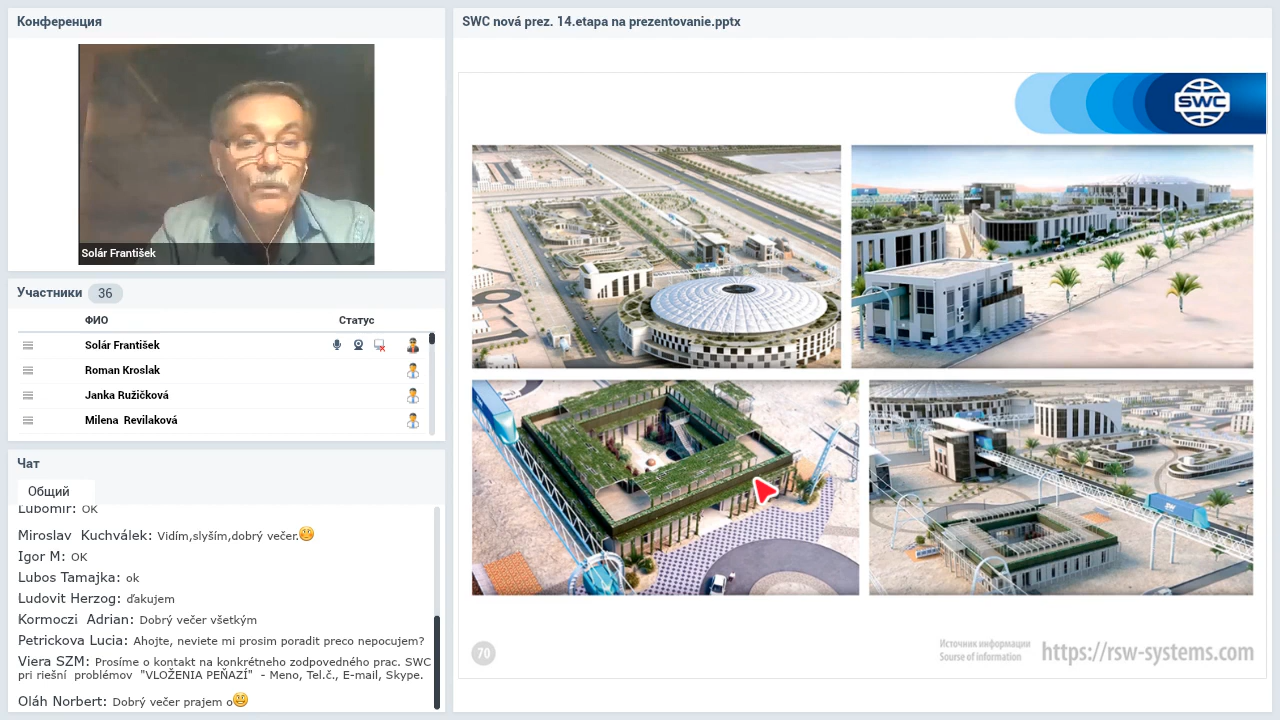 Конференция
Solár František
Участники 36
ФИО Статус
Solár František
Roman Kroslak
Janka Ružičková
Milena Revilaková
Чат
Общий
Lubomir: OK
Miroslav Kuchválek: Vidím,slyším,dobrý večer.
Igor M: OK
Lubos Tamajka: ok
Ludovit Herzog: ďakujem
Kormoczi Adrian: Dobrý večer všetkým
Petrickova Lucia: Ahojte, neviete mi prosim poradit preco nepocujem?
Viera SZM: Prosíme o kontakt na konkrétneho zodpovedného prac. SWC
pri riešní problémov "VLOŽENIA PEŇAZÍ" - Meno, Tel.č., E-mail, Skype.
Oláh Norbert: Dobrý večer prajem o
SWC nová prez. 14.etapa na prezentovanie.pptx
SWC
70
Источник информации
Sourse of information
https://rsw-systems.com